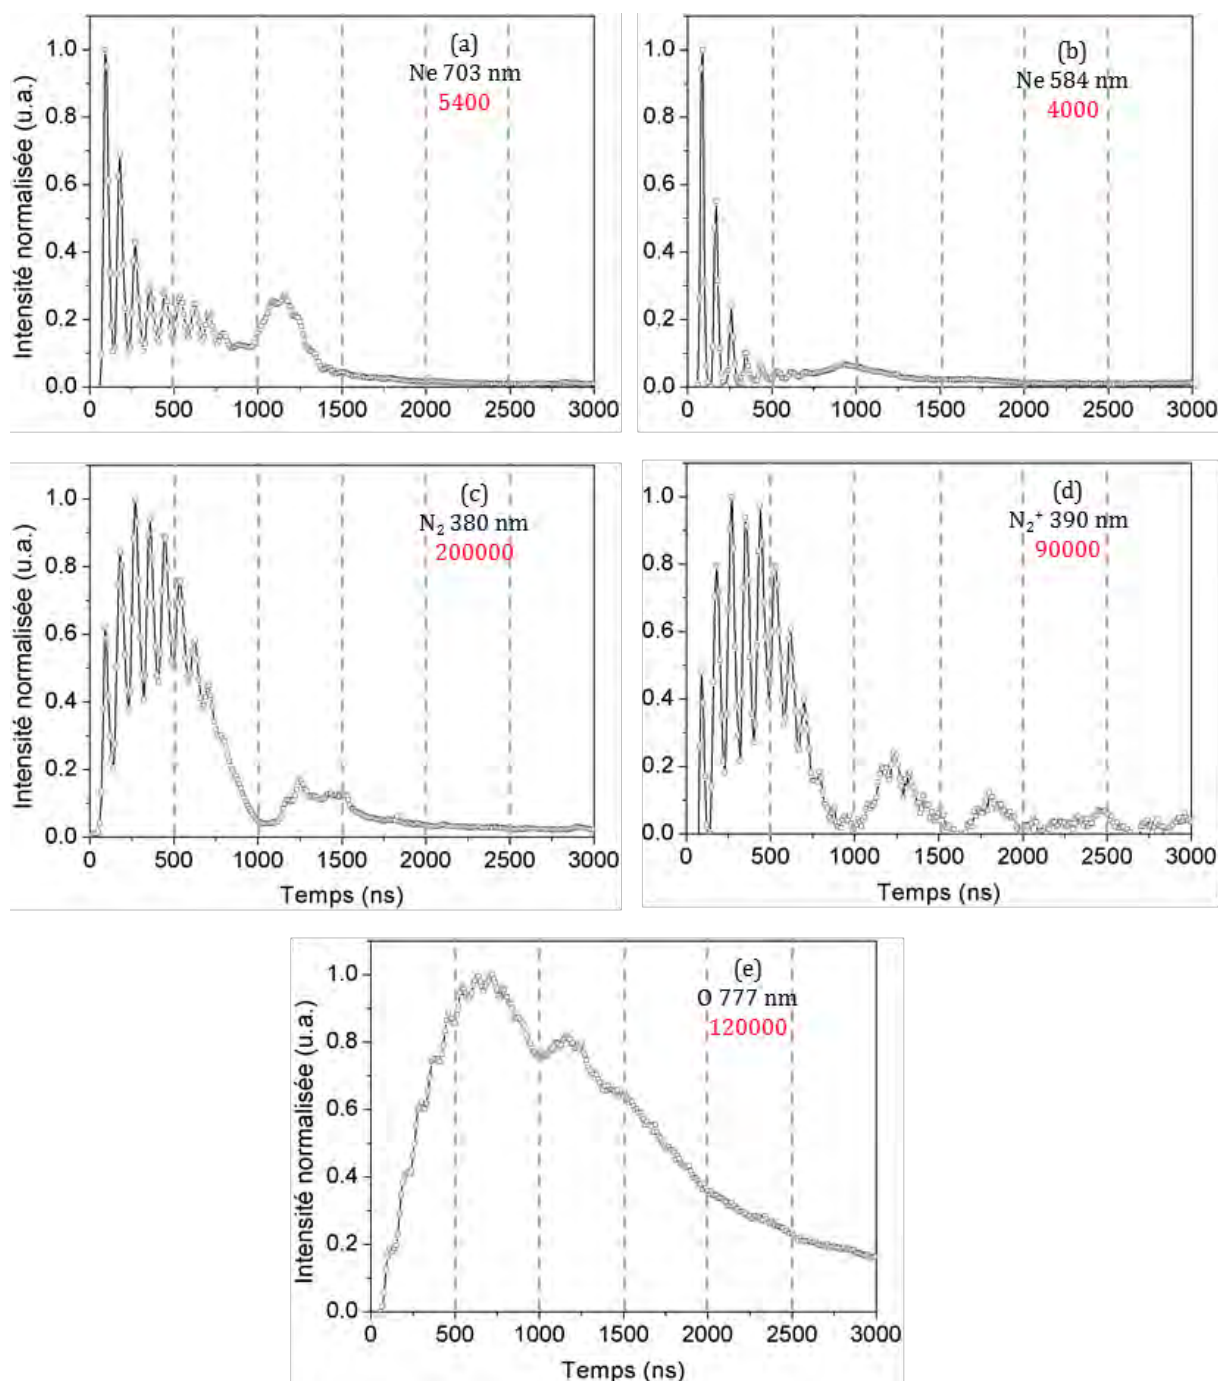 (a)
Ne 703 nm
5400
Intensité normalisée (u.a.)
1.0
0.8
0.6
0.4
0.2
0.0
0 500 1000 1500 2000 2500 3000
(b)
Ne 584 nm
4000
1.0
0.8
0.6
0.4
0.2
0.0
0 500 1000 1500 2000 2500 3000
(c)
N₂ 380 nm
200000
Intensité normalisée (u.a.)
1.0
0.8
0.6
0.4
0.2
0.0
0 500 1000 1500 2000 2500 3000
Temps (ns)
(d)
N₂⁺ 390 nm
90000
1.0
0.8
0.6
0.4
0.2
0.0
0 500 1000 1500 2000 2500 3000
Temps (ns)
(e)
O 777 nm
120000
Intensité normalisée (u.a.)
1.0
0.8
0.6
0.4
0.2
0.0
0 500 1000 1500 2000 2500 3000
Temps (ns)